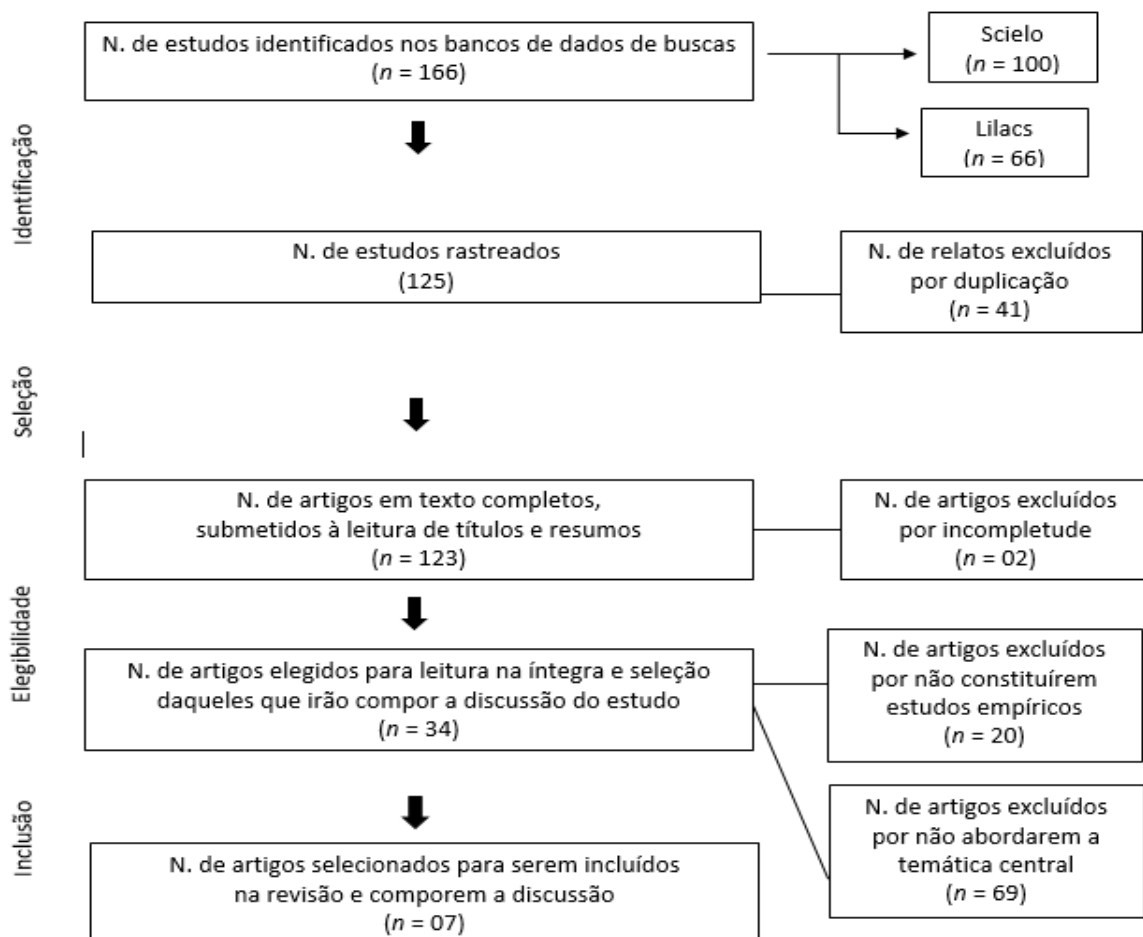 N. de estudos identificados nos bancos de dados de buscas
(n = 166)
Scielo
(n = 100)
Lilacs
(n = 66)
Identificação
N. de estudos rastreados
(125)
N. de relatos excluídos
por duplicação
(n = 41)
Seleção
N. de artigos em texto completos,
submetidos à leitura de títulos e resumos
(n = 123)
N. de artigos excluídos
por incompletude
(n = 02)
Elegibilidade
N. de artigos elegidos para leitura na íntegra e seleção
daqueles que irão compor a discussão do estudo
(n = 34)
N. de artigos excluídos
por não constituírem
estudos empíricos
(n = 20)
N. de artigos excluídos
por não abordarem a
temática central
(n = 69)
Inclusão
N. de artigos selecionados para serem incluídos
na revisão e comporem a discussão
(n = 07)